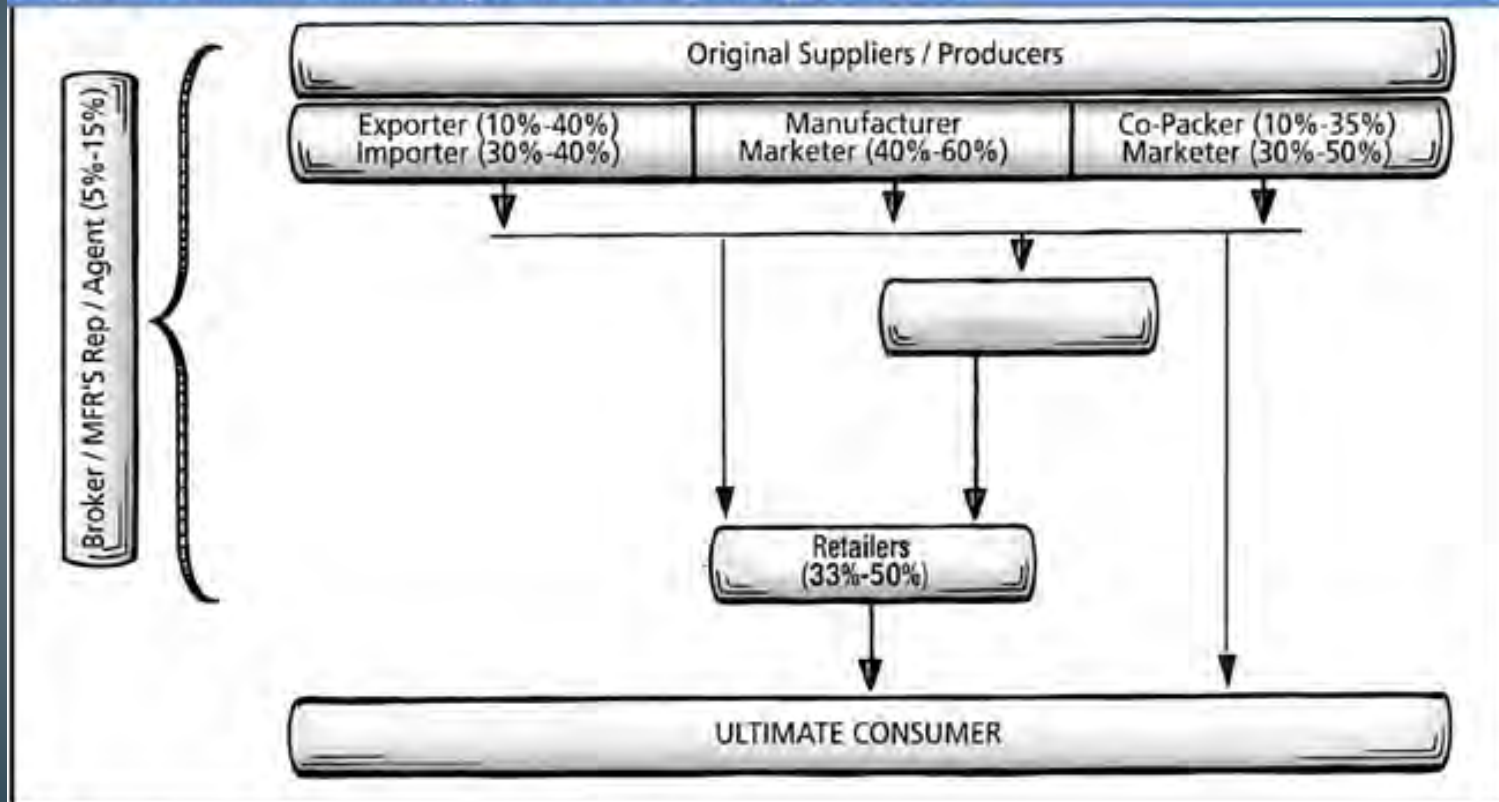 Original Suppliers / Producers
Exporter (10%-40%)
Importer (30%-40%)
Manufacturer
Marketer (40%-60%)
Co-Packer (10%-35%)
Marketer (30%-50%)
Broker / MFR'S Rep / Agent (5%-15%)
Retailers
(33%-50%)
ULTIMATE CONSUMER